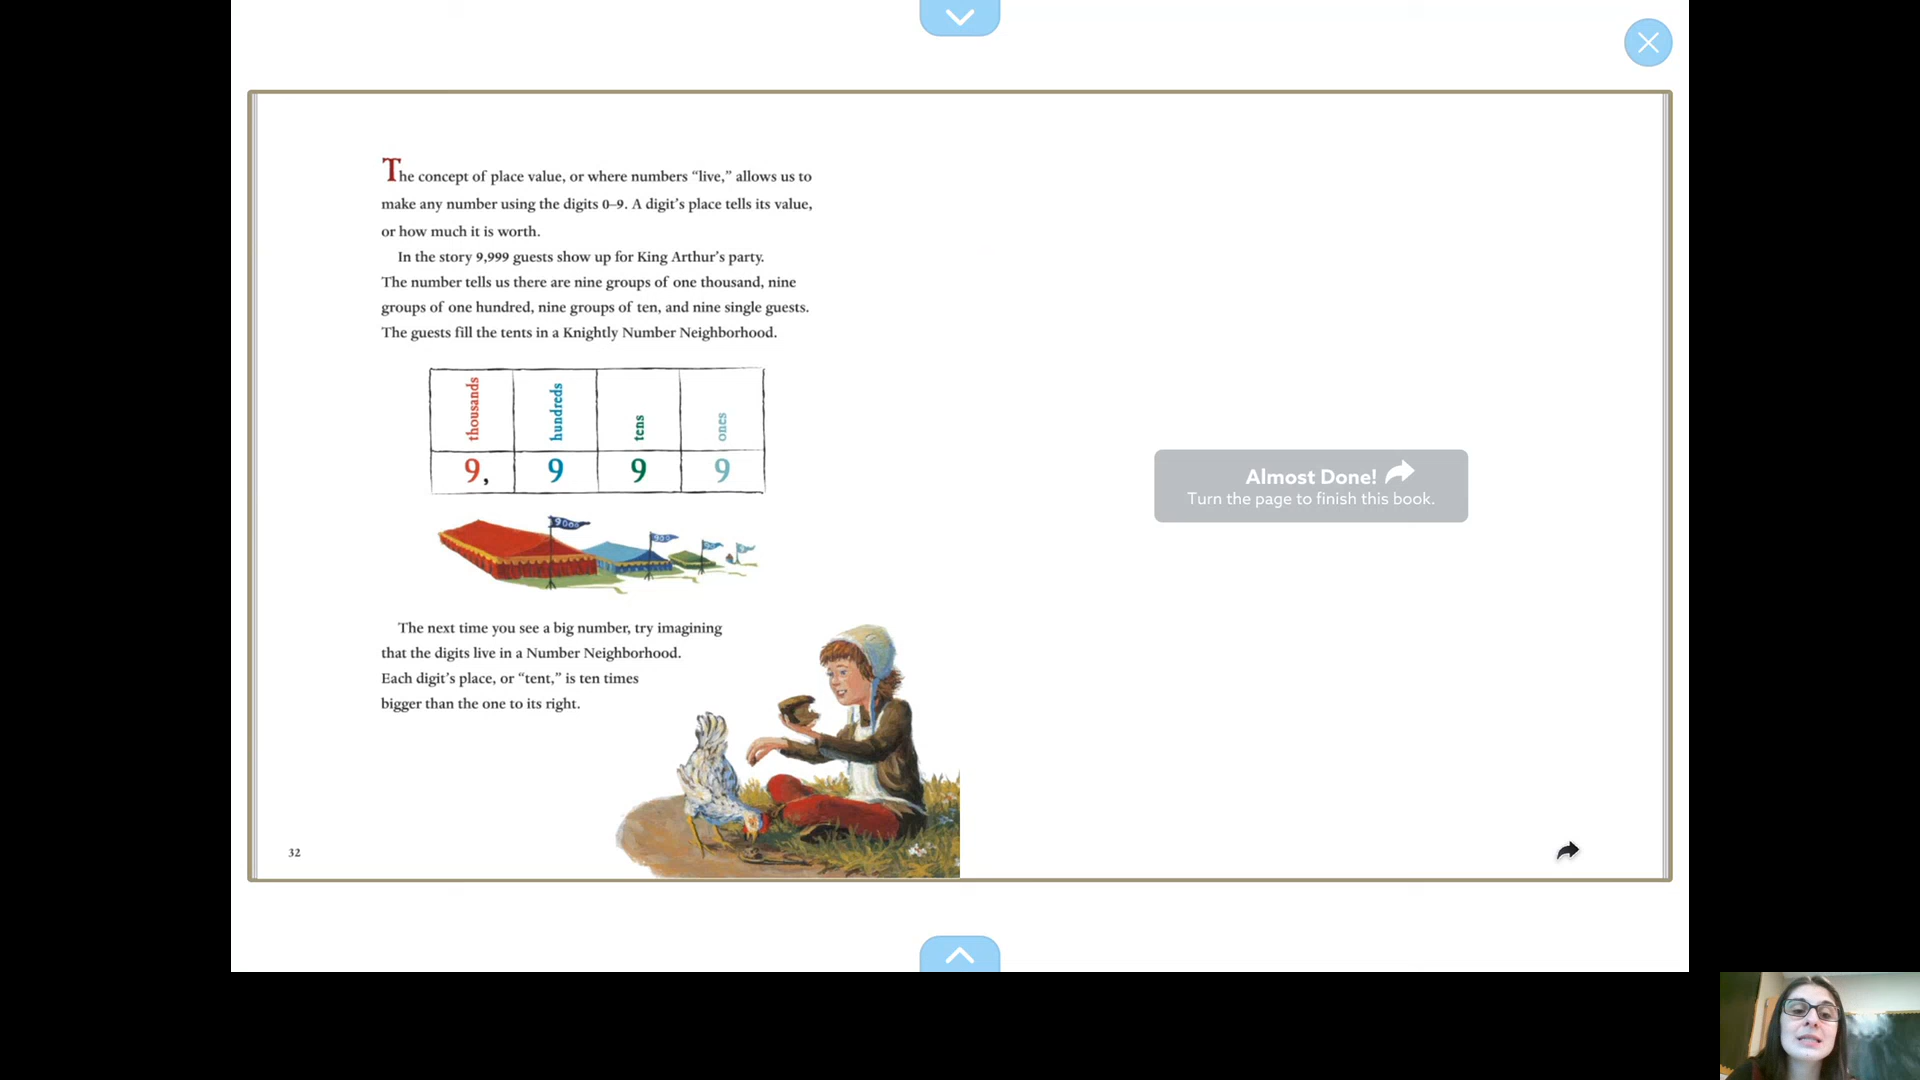 The concept of place value, or where numbers “live,” allows us to
make any number using the digits 0–9. A digit’s place tells its value,
or how much it is worth.
In the story 9,999 guests show up for King Arthur’s party.
The number tells us there are nine groups of one thousand, nine
groups of one hundred, nine groups of ten, and nine single guests.
The guests fill the tents in a Knightly Number Neighborhood.
thousands hundreds tens ones
9, 9 9 9
9000
The next time you see a big number, try imagining
that the digits live in a Number Neighborhood.
Each digit’s place, or “tent,” is ten times
bigger than the one to its right.
32
Almost Done!
Turn the page to finish this book.